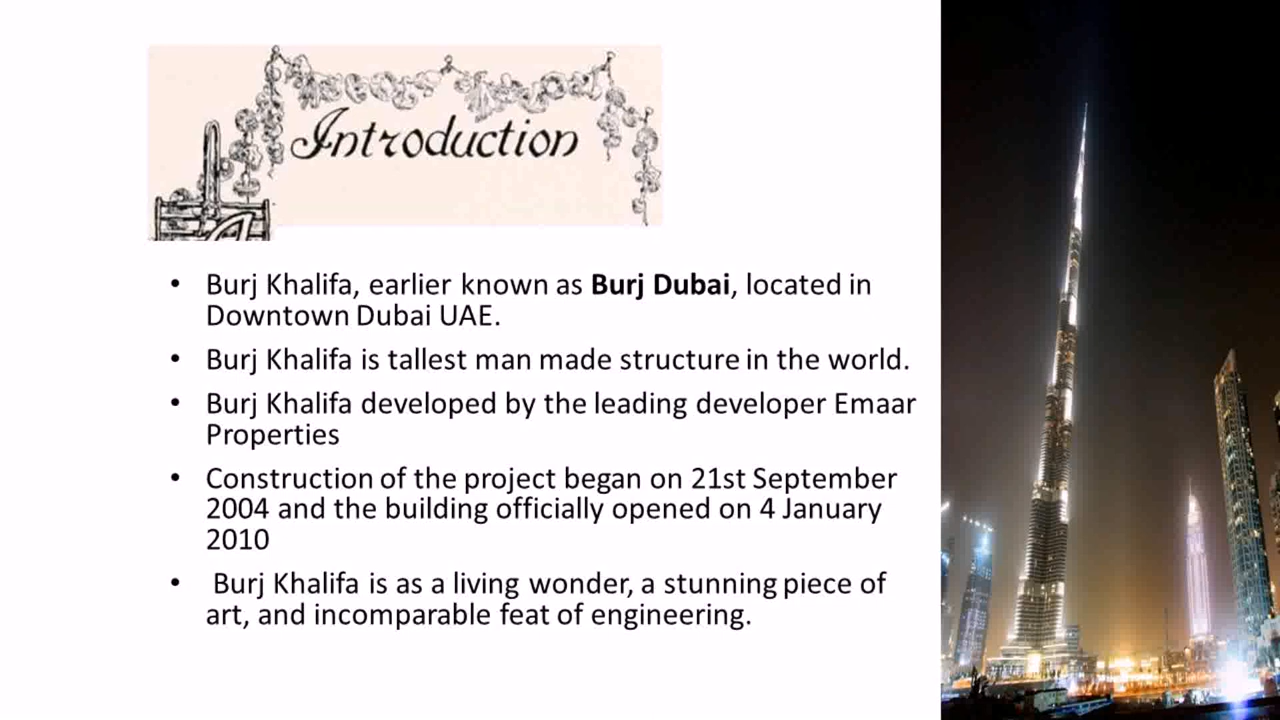 Introduction
• Burj Khalifa, earlier known as Burj Dubai, located in
Downtown Dubai UAE.
• Burj Khalifa is tallest man made structure in the world.
• Burj Khalifa developed by the leading developer Emaar
Properties
• Construction of the project began on 21st September
2004 and the building officially opened on 4 January
2010
• Burj Khalifa is as a living wonder, a stunning piece of
art, and incomparable feat of engineering.